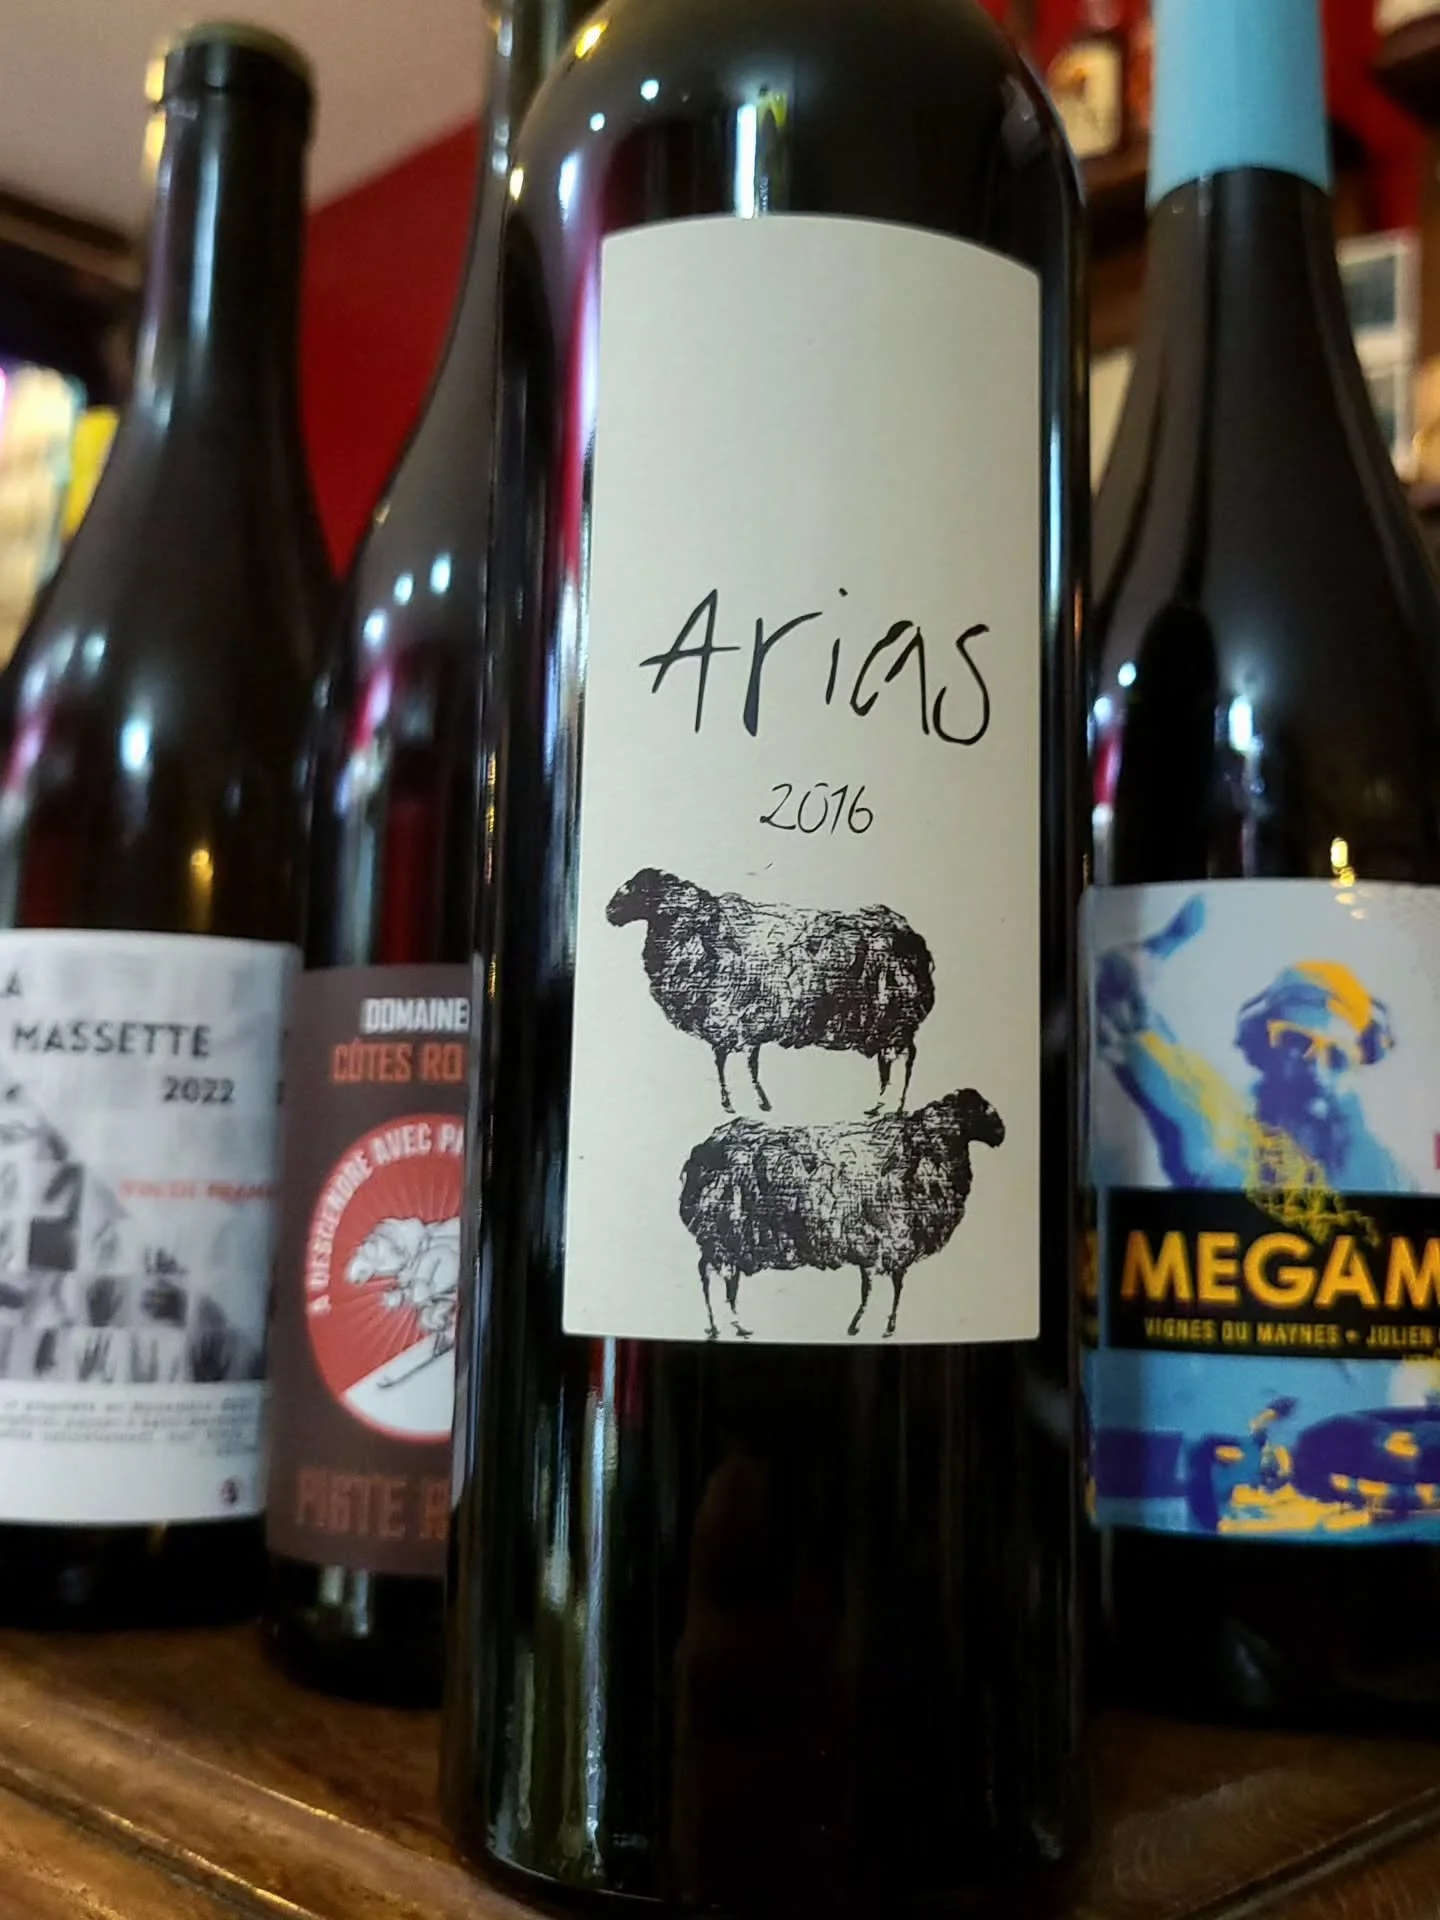 Arias
2016
MASSETTE
2022
DOMAINE
CÔTES RO
A DESCENDRE AVEC PA
PISTE R
MEGAM
VIGNES DU MAYNES • JULIEN